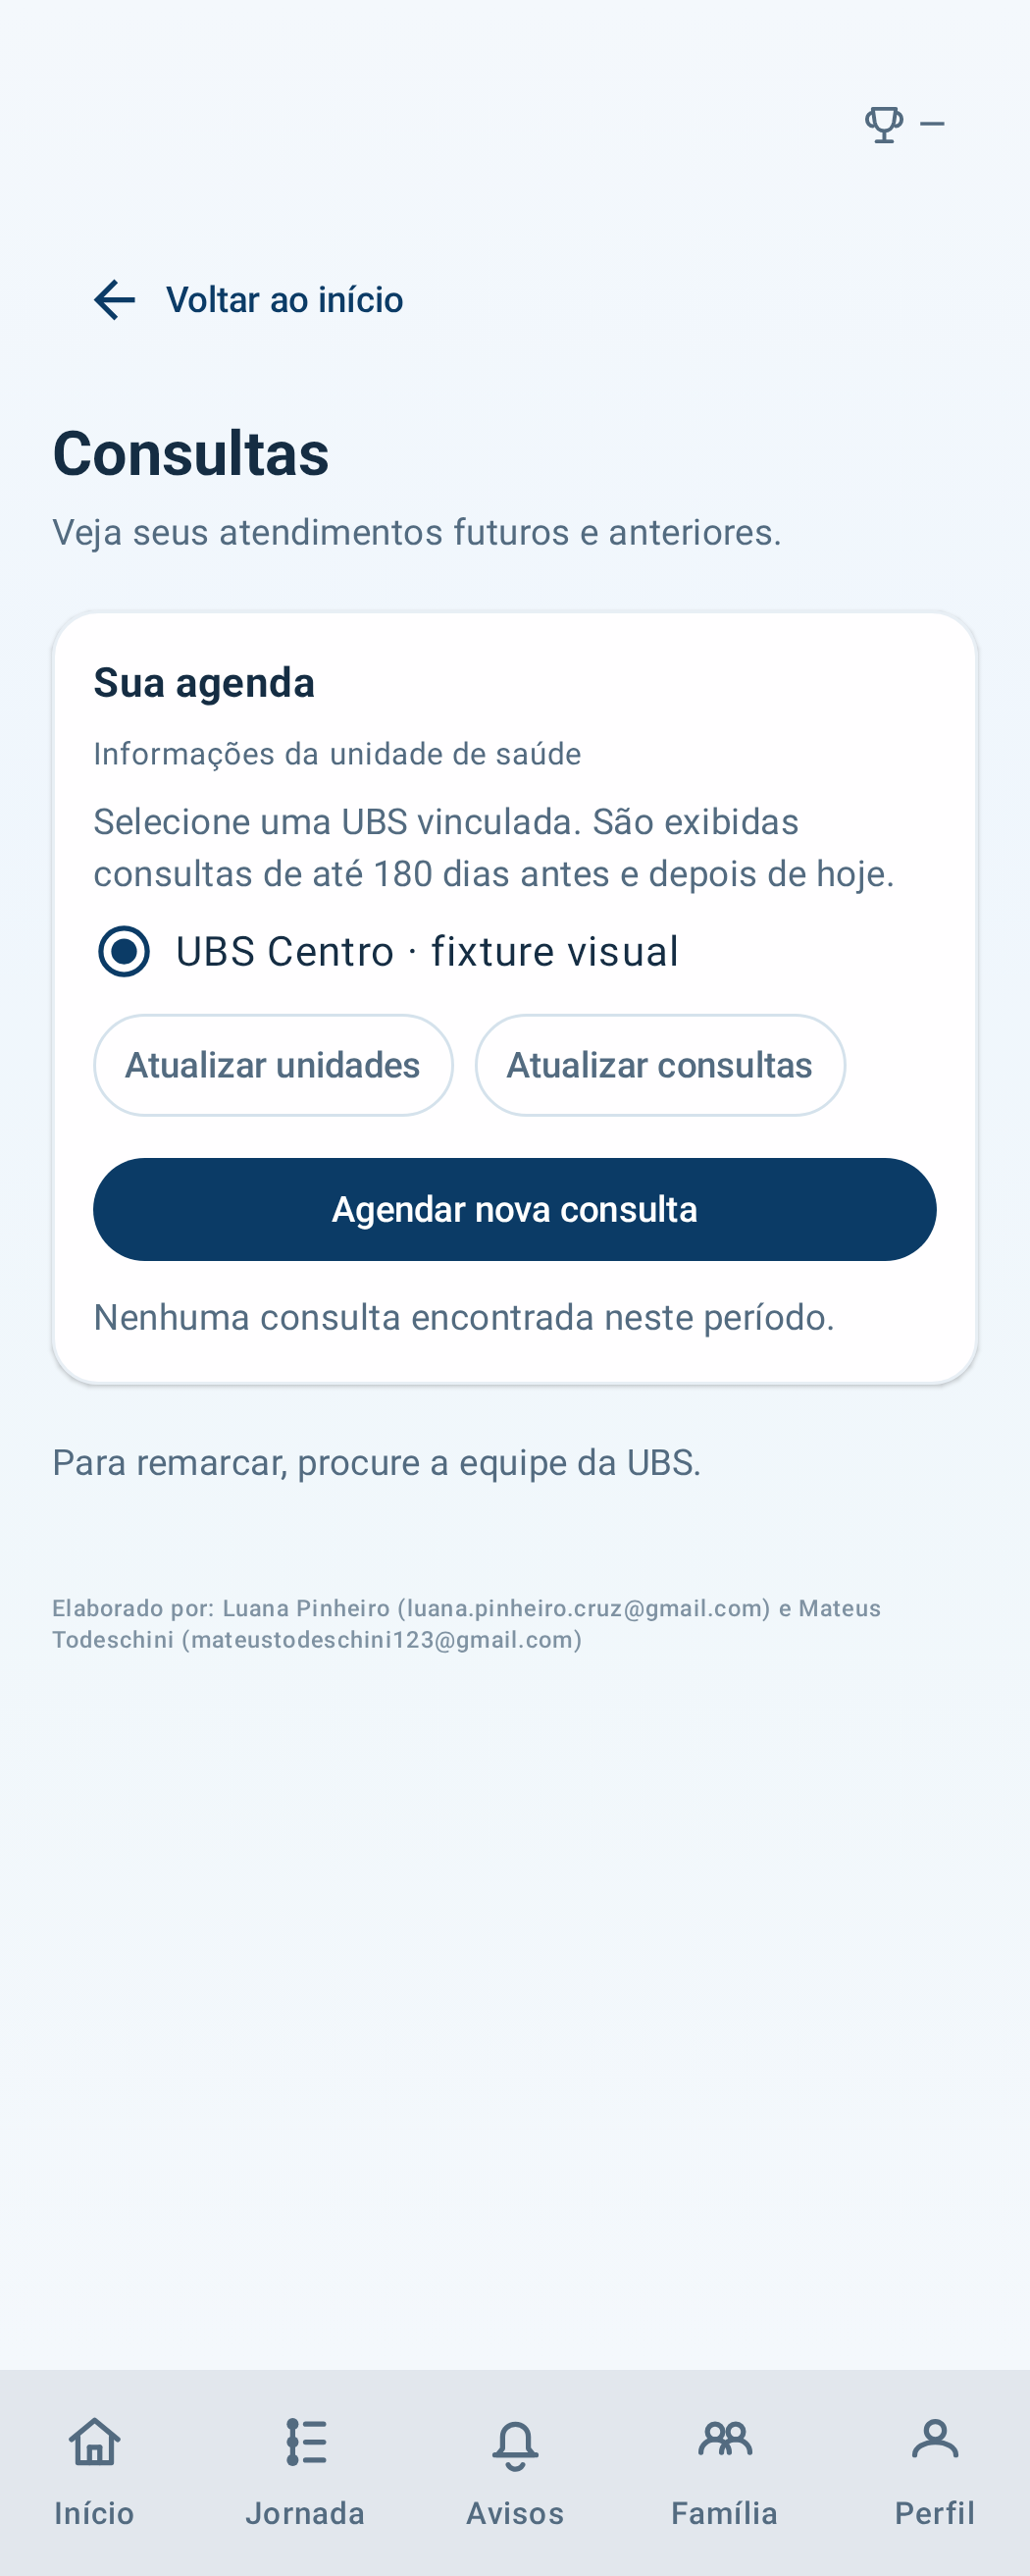 Voltar ao início
Consultas
Veja seus atendimentos futuros e anteriores.
Sua agenda
Informações da unidade de saúde
Selecione uma UBS vinculada. São exibidas
consultas de até 180 dias antes e depois de hoje.
UBS Centro · fixture visual
Atualizar unidades
Atualizar consultas
Agendar nova consulta
Nenhuma consulta encontrada neste período.
Para remarcar, procure a equipe da UBS.
Elaborado por: Luana Pinheiro (luana.pinheiro.cruz@gmail.com) e Mateus
Todeschini (mateustodeschini123@gmail.com)
Início
Jornada
Avisos
Família
Perfil